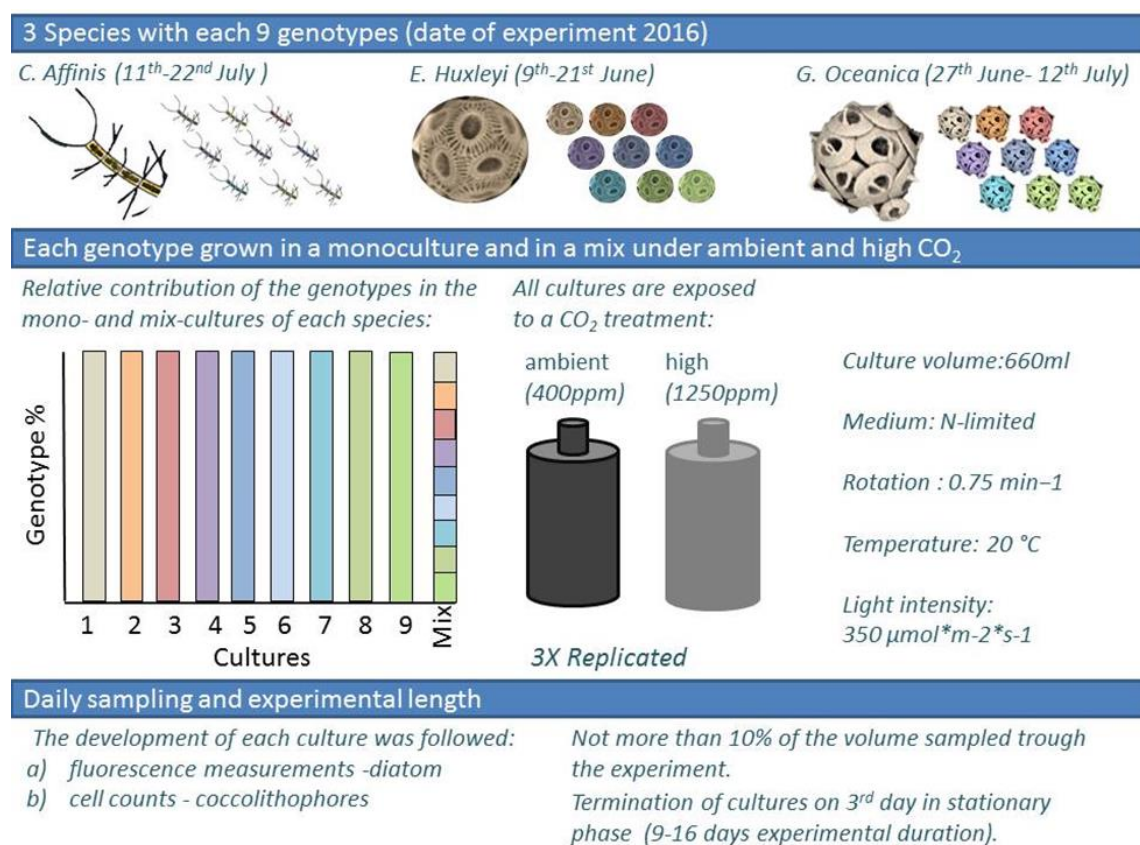 3 Species with each 9 genotypes (date of experiment 2016)
C. Affinis (11th-22nd July )
E. Huxleyi (9th-21st June)
G. Oceanica (27th June- 12th July)
Each genotype grown in a monoculture and in a mix under ambient and high CO2
Relative contribution of the genotypes in the
mono- and mix-cultures of each species:
Genotype %
1 2 3 4 5 6 7 8 9 Mix
Cultures
All cultures are exposed
to a CO2 treatment:
ambient
(400ppm)
high
(1250ppm)
3X Replicated
Culture volume:660ml
Medium: N-limited
Rotation : 0.75 min–1
Temperature: 20 °C
Light intensity:
350 μmol*m-2*s-1
Daily sampling and experimental length
The development of each culture was followed:
a) fluorescence measurements -diatom
b) cell counts - coccolithophores
Not more than 10% of the volume sampled trough
the experiment.
Termination of cultures on 3rd day in stationary
phase (9-16 days experimental duration).